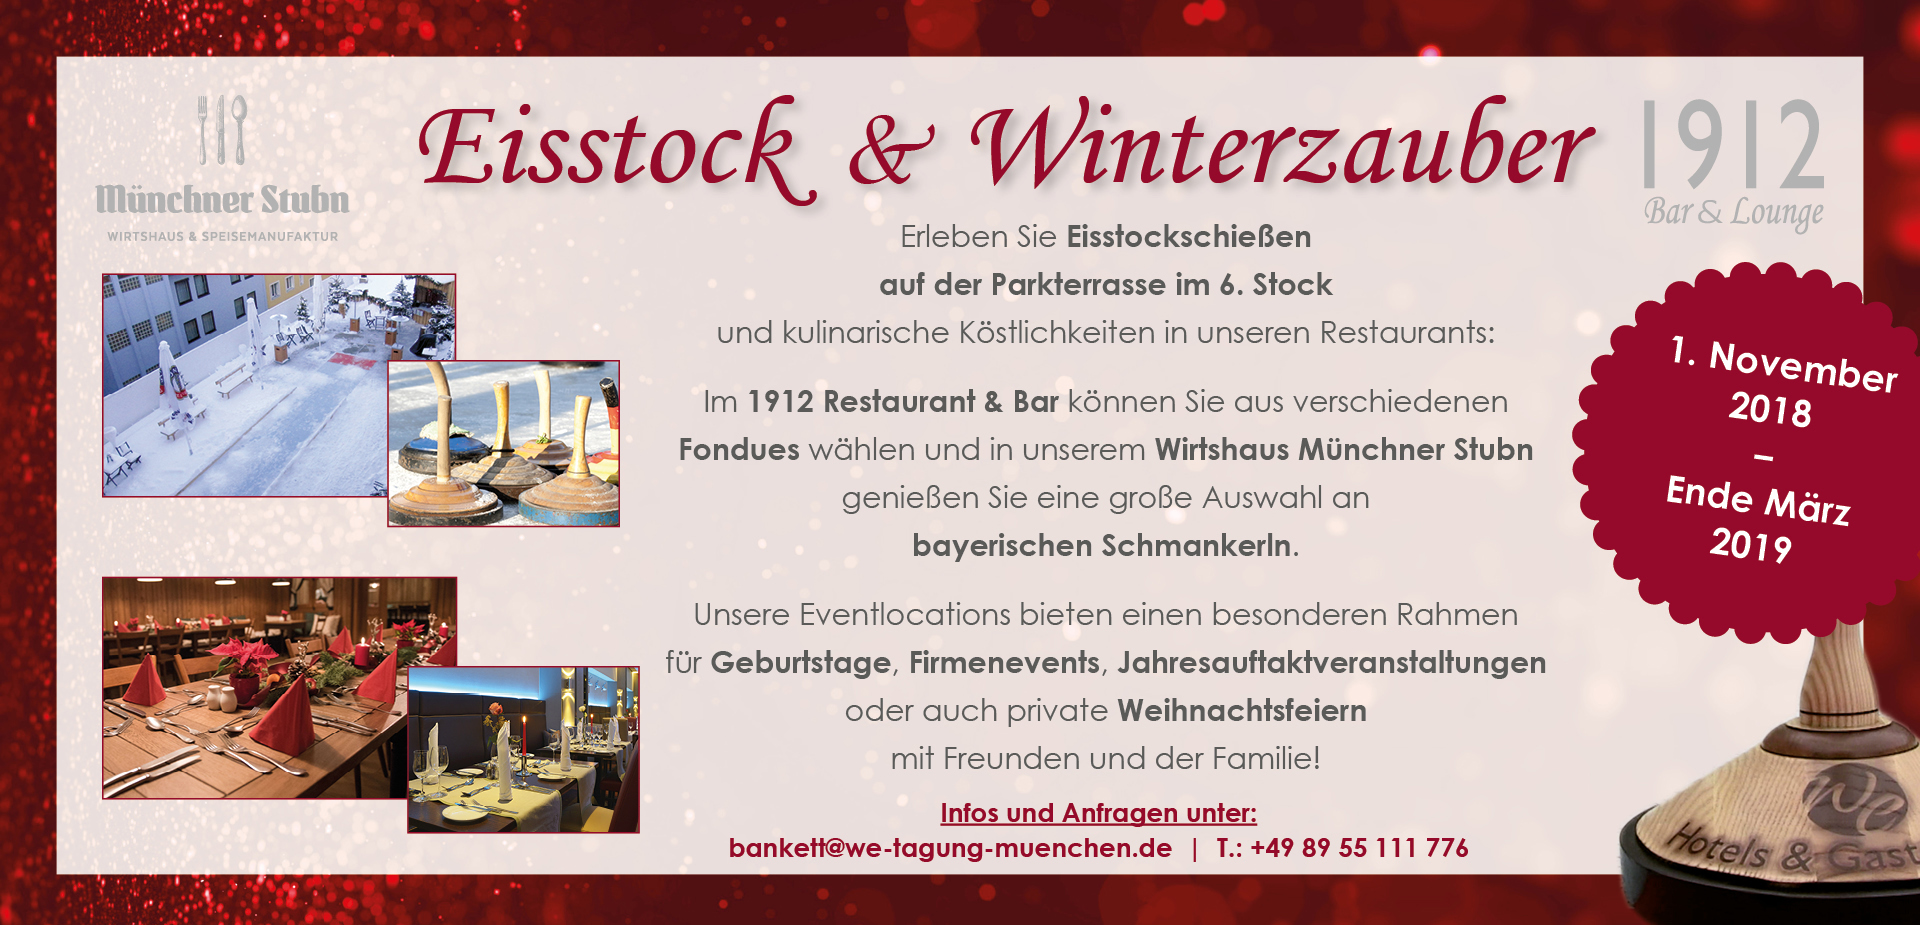 Münchner Stubn
WIRTSHAUS & SPEISEMANUFAKTUR
Eisstock & Winterzauber
1912
Bar & Lounge
Erleben Sie Eisstockschießen
auf der Parkterrasse im 6. Stock
und kulinarische Köstlichkeiten in unseren Restaurants:
Im 1912 Restaurant & Bar können Sie aus verschiedenen
Fondues wählen und in unserem Wirtshaus Münchner Stubn
genießen Sie eine große Auswahl an
bayerischen Schmankerln.
Unsere Eventlocations bieten einen besonderen Rahmen
für Geburtstage, Firmenevents, Jahresauftaktveranstaltungen
oder auch private Weihnachtsfeiern
mit Freunden und der Familie!
Infos und Anfragen unter:
bankett@we-tagung-muenchen.de | T.: +49 89 55 111 776
1. November
2018
–
Ende März
2019
We
Hotels & Gast